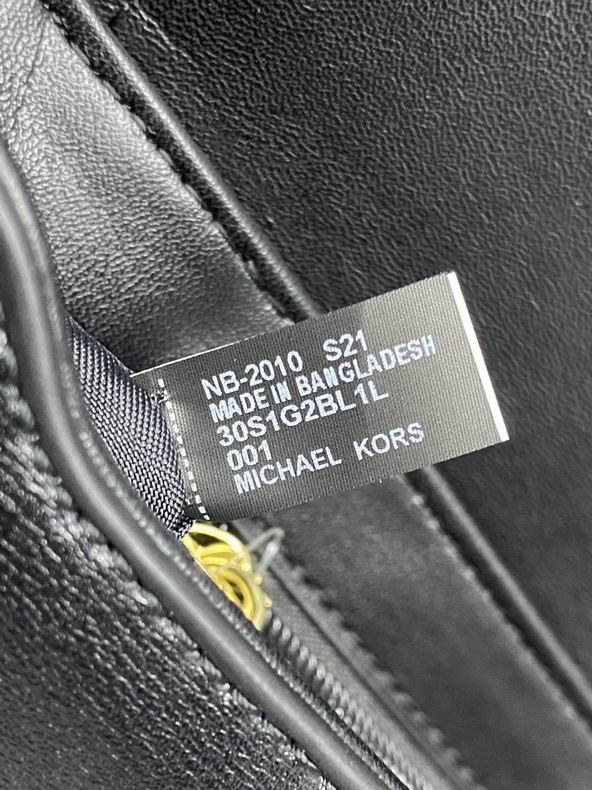 NB-2010 S21
MADE IN BANGLADESH
30S1G2BL1L
001
MICHAEL KORS